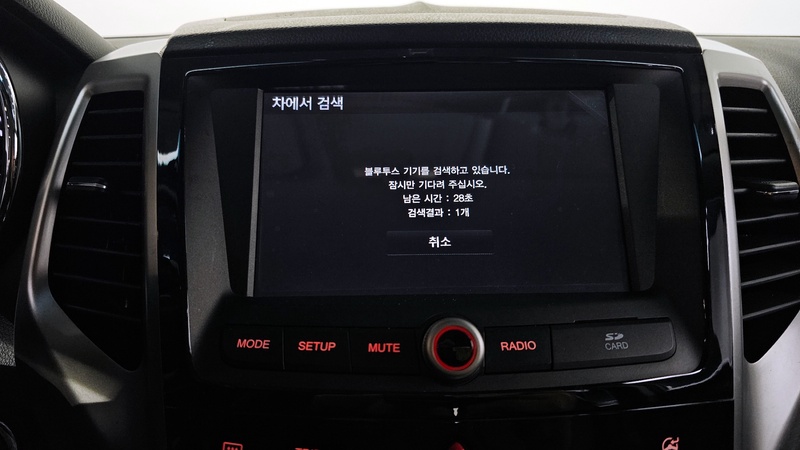 차에서 검색
블루투스 기기를 검색하고 있습니다.
잠시만 기다려 주십시오.
남은 시간 : 28초
검색결과 : 1개
취소
MODE
SETUP
MUTE
RADIO
SD
CARD